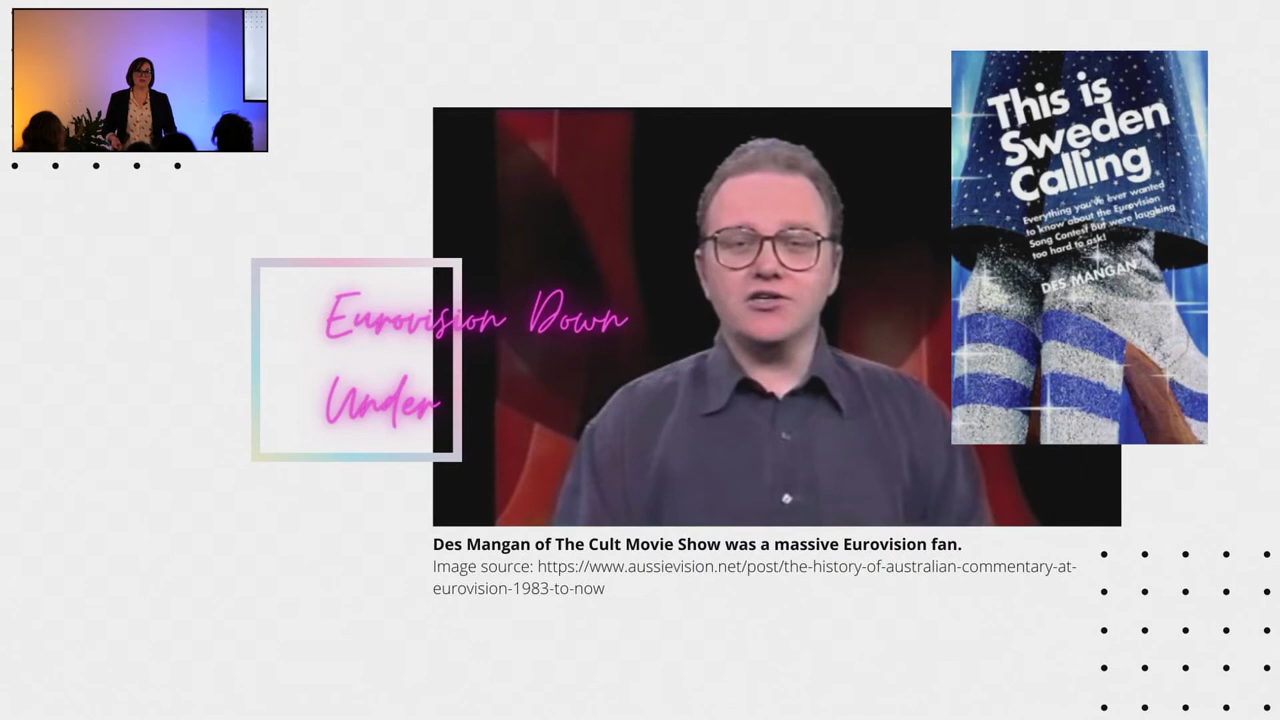 This is
Sweden
Calling
Everything you've ever wanted
to know about the Eurovision
Song Contest But were laughing
too hard to ask!
DES MANGAN
Eurovision Down
Under
Des Mangan of The Cult Movie Show was a massive Eurovision fan.
Image source: https://www.aussievision.net/post/the-history-of-australian-commentary-at-
eurovision-1983-to-now